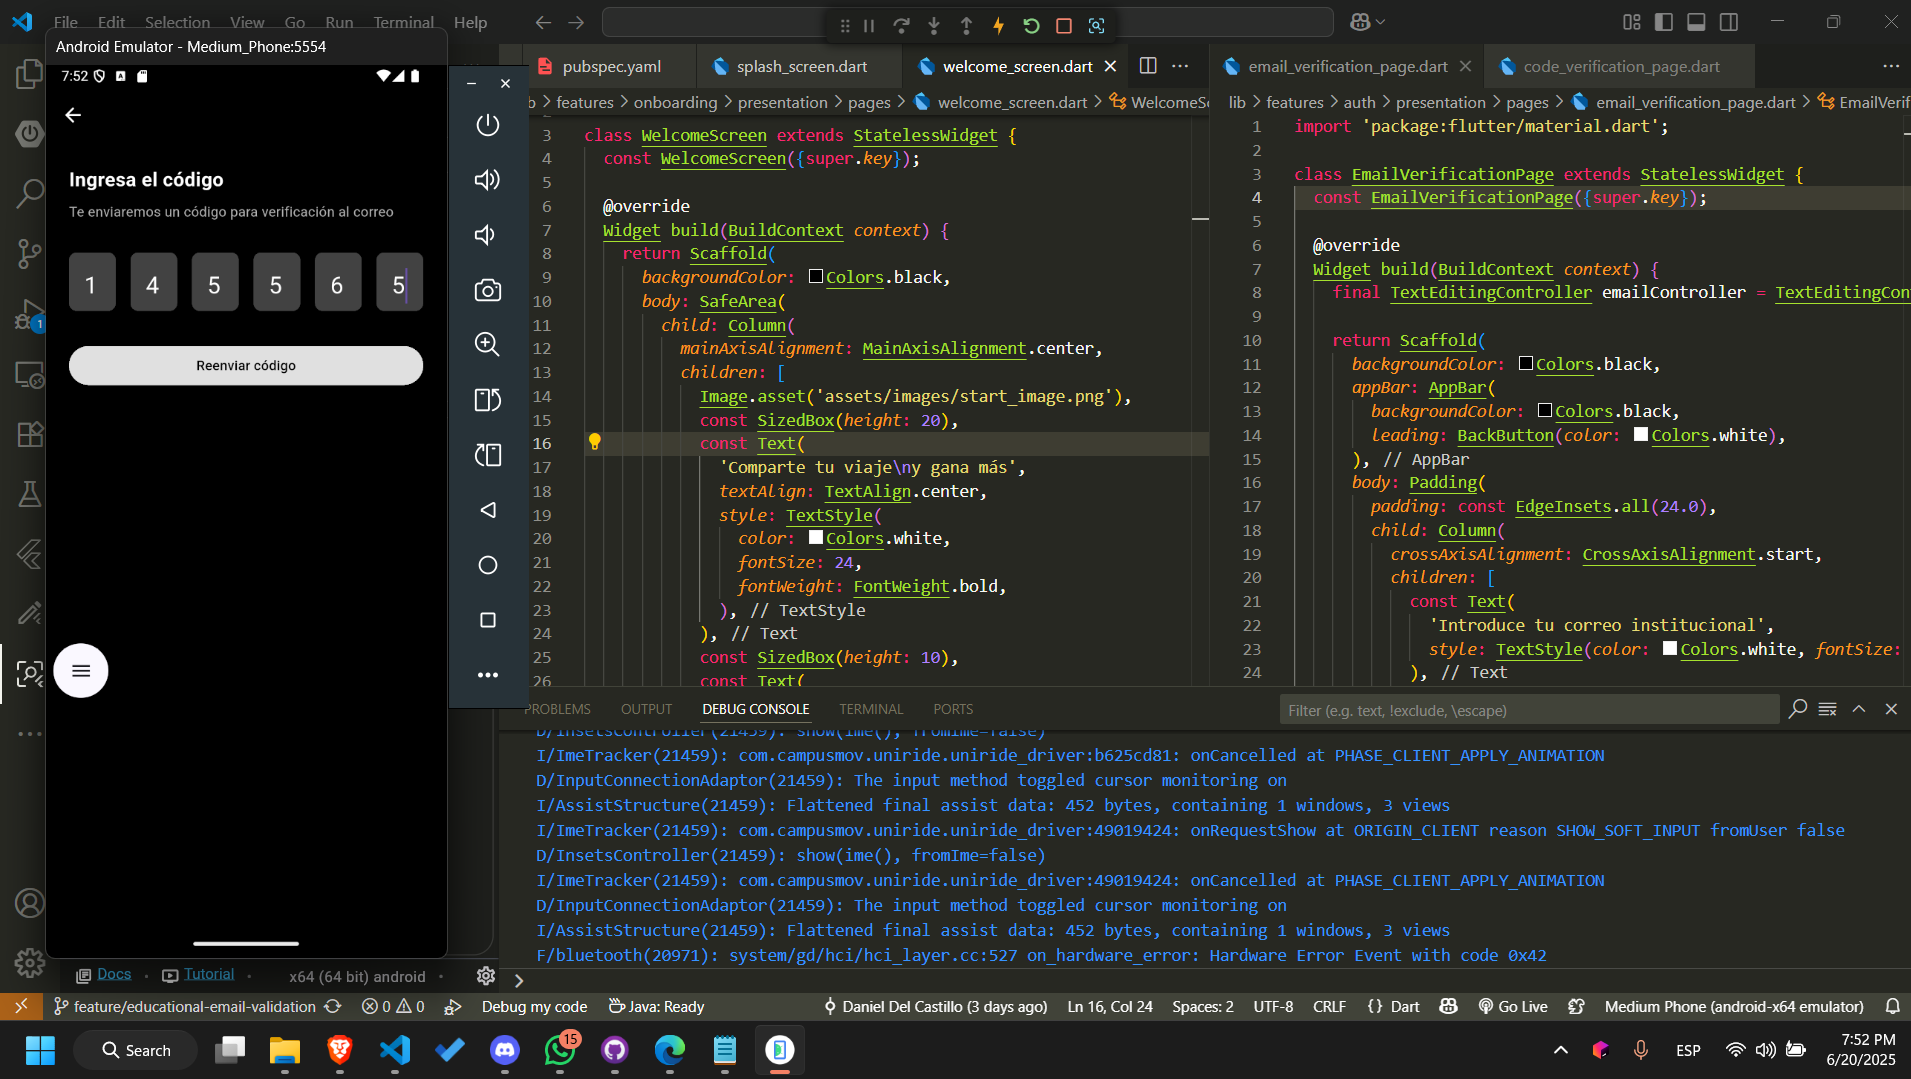 File Edit Selection View Go Run Terminal Help
Android Emulator - Medium_Phone:5554
7:52
Ingresa el código
Te enviaremos un código para verificación al correo
1 4 5 5 6 5
Reenviar código
pubspec.yaml
splash_screen.dart
welcome_screen.dart
email_verification_page.dart
code_verification_page.dart
b > features > onboarding > presentation > pages > welcome_screen.dart > WelcomeSc
3 class WelcomeScreen extends StatelessWidget {
4 const WelcomeScreen({super.key});
5
6 @override
7 Widget build(BuildContext context) {
8 return Scaffold(
9 backgroundColor: Colors.black,
10 body: SafeArea(
11 child: Column(
12 mainAxisAlignment: MainAxisAlignment.center,
13 children: [
14 Image.asset('assets/images/start_image.png'),
15 const SizedBox(height: 20),
16 const Text(
17 'Comparte tu viaje\ny gana más',
18 textAlign: TextAlign.center,
19 style: TextStyle(
20 color: Colors.white,
21 fontSize: 24,
22 fontWeight: FontWeight.bold,
23 ), // TextStyle
24 ), // Text
25 const SizedBox(height: 10),
26 const Text(
lib > features > auth > presentation > pages > email_verification_page.dart > EmailVerif
1 import 'package:flutter/material.dart';
2
3 class EmailVerificationPage extends StatelessWidget {
4 const EmailVerificationPage({super.key});
5
6 @override
7 Widget build(BuildContext context) {
8 final TextEditingController emailController = TextEditingCon
9
10 return Scaffold(
11 backgroundColor: Colors.black,
12 appBar: AppBar(
13 backgroundColor: Colors.black,
14 leading: BackButton(color: Colors.white),
15 ), // AppBar
16 body: Padding(
17 padding: const EdgeInsets.all(24.0),
18 child: Column(
19 crossAxisAlignment: CrossAxisAlignment.start,
20 children: [
21 const Text(
22 'Introduce tu correo institucional',
23 style: TextStyle(color: Colors.white, fontSize:
24 ), // Text
PROBLEMS OUTPUT DEBUG CONSOLE TERMINAL PORTS
Filter (e.g. text, !exclude, \escape)
D/InsetsController(21459): show(ime(), fromIme=false)
I/ImeTracker(21459): com.campusmov.uniride.uniride_driver:b625cd81: onCancelled at PHASE_CLIENT_APPLY_ANIMATION
D/InputConnectionAdaptor(21459): The input method toggled cursor monitoring on
I/AssistStructure(21459): Flattened final assist data: 452 bytes, containing 1 windows, 3 views
I/ImeTracker(21459): com.campusmov.uniride.uniride_driver:49019424: onRequestShow at ORIGIN_CLIENT reason SHOW_SOFT_INPUT fromUser false
D/InsetsController(21459): show(ime(), fromIme=false)
I/ImeTracker(21459): com.campusmov.uniride.uniride_driver:49019424: onCancelled at PHASE_CLIENT_APPLY_ANIMATION
D/InputConnectionAdaptor(21459): The input method toggled cursor monitoring on
I/AssistStructure(21459): Flattened final assist data: 452 bytes, containing 1 windows, 3 views
F/bluetooth(20971): system/gd/hci/hci_layer.cc:527 on_hardware_error: Hardware Error Event with code 0x42
1
Docs · Tutorial · x64 (64 bit) android ·
feature/educational-email-validation 0 0 Debug my code Java: Ready Daniel Del Castillo (3 days ago) Ln 16, Col 24 Spaces: 2 UTF-8 CRLF {} Dart Go Live Medium Phone (android-x64 emulator)
Search 15 ESP 7:52 PM
6/20/2025